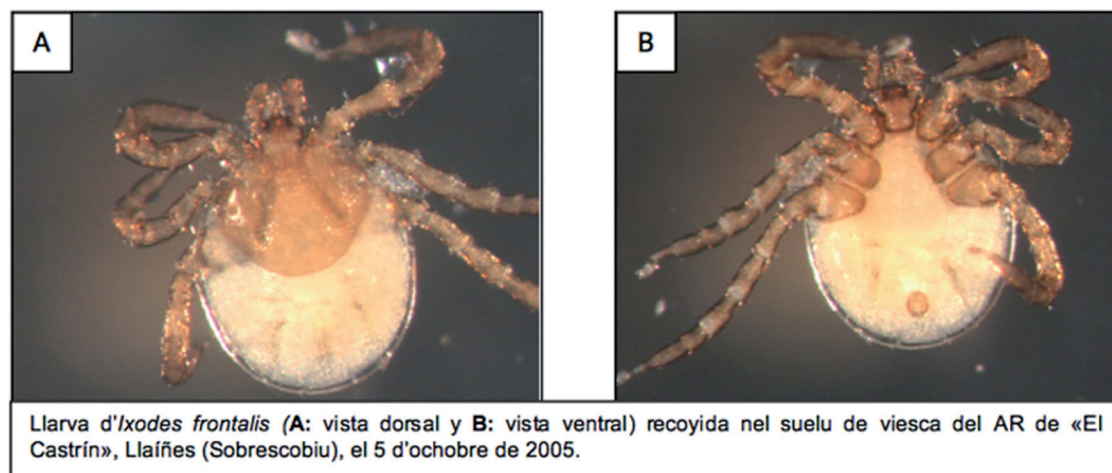 A
B
Llarva d'Ixodes frontalis (A: vista dorsal y B: vista ventral) recoyida nel suelu de viesca del AR de «El
Castrín», Llaíñes (Sobrescobiu), el 5 d'ochobre de 2005.